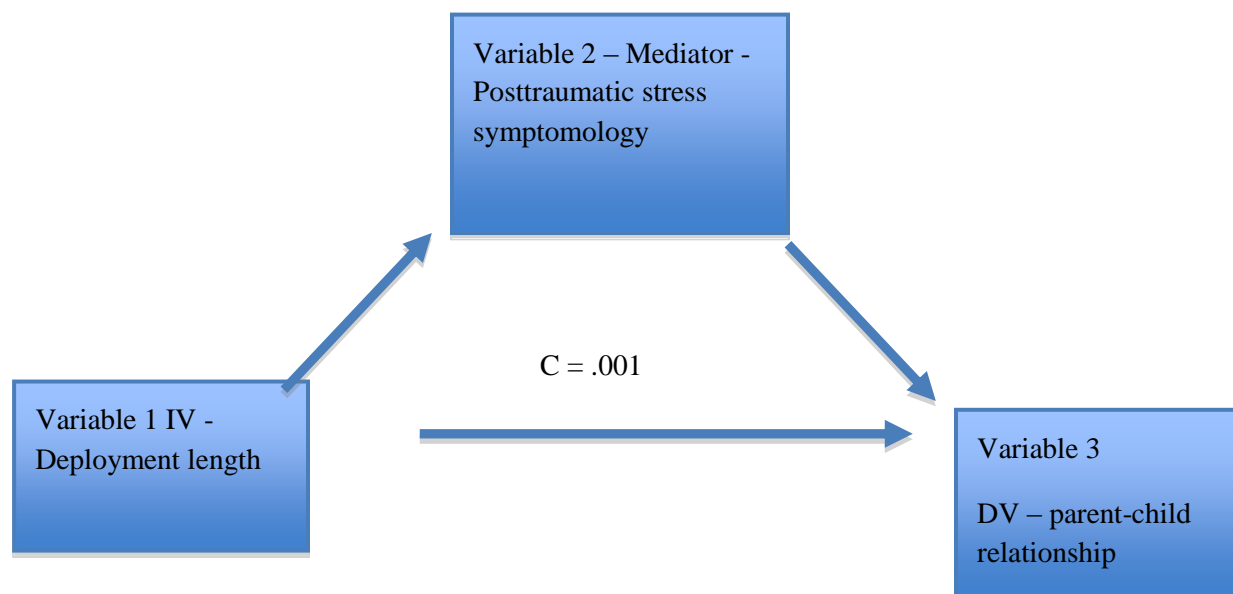 Variable 2 – Mediator -
Posttraumatic stress
symptomology
C = .001
Variable 1 IV -
Deployment length
Variable 3
DV – parent-child
relationship